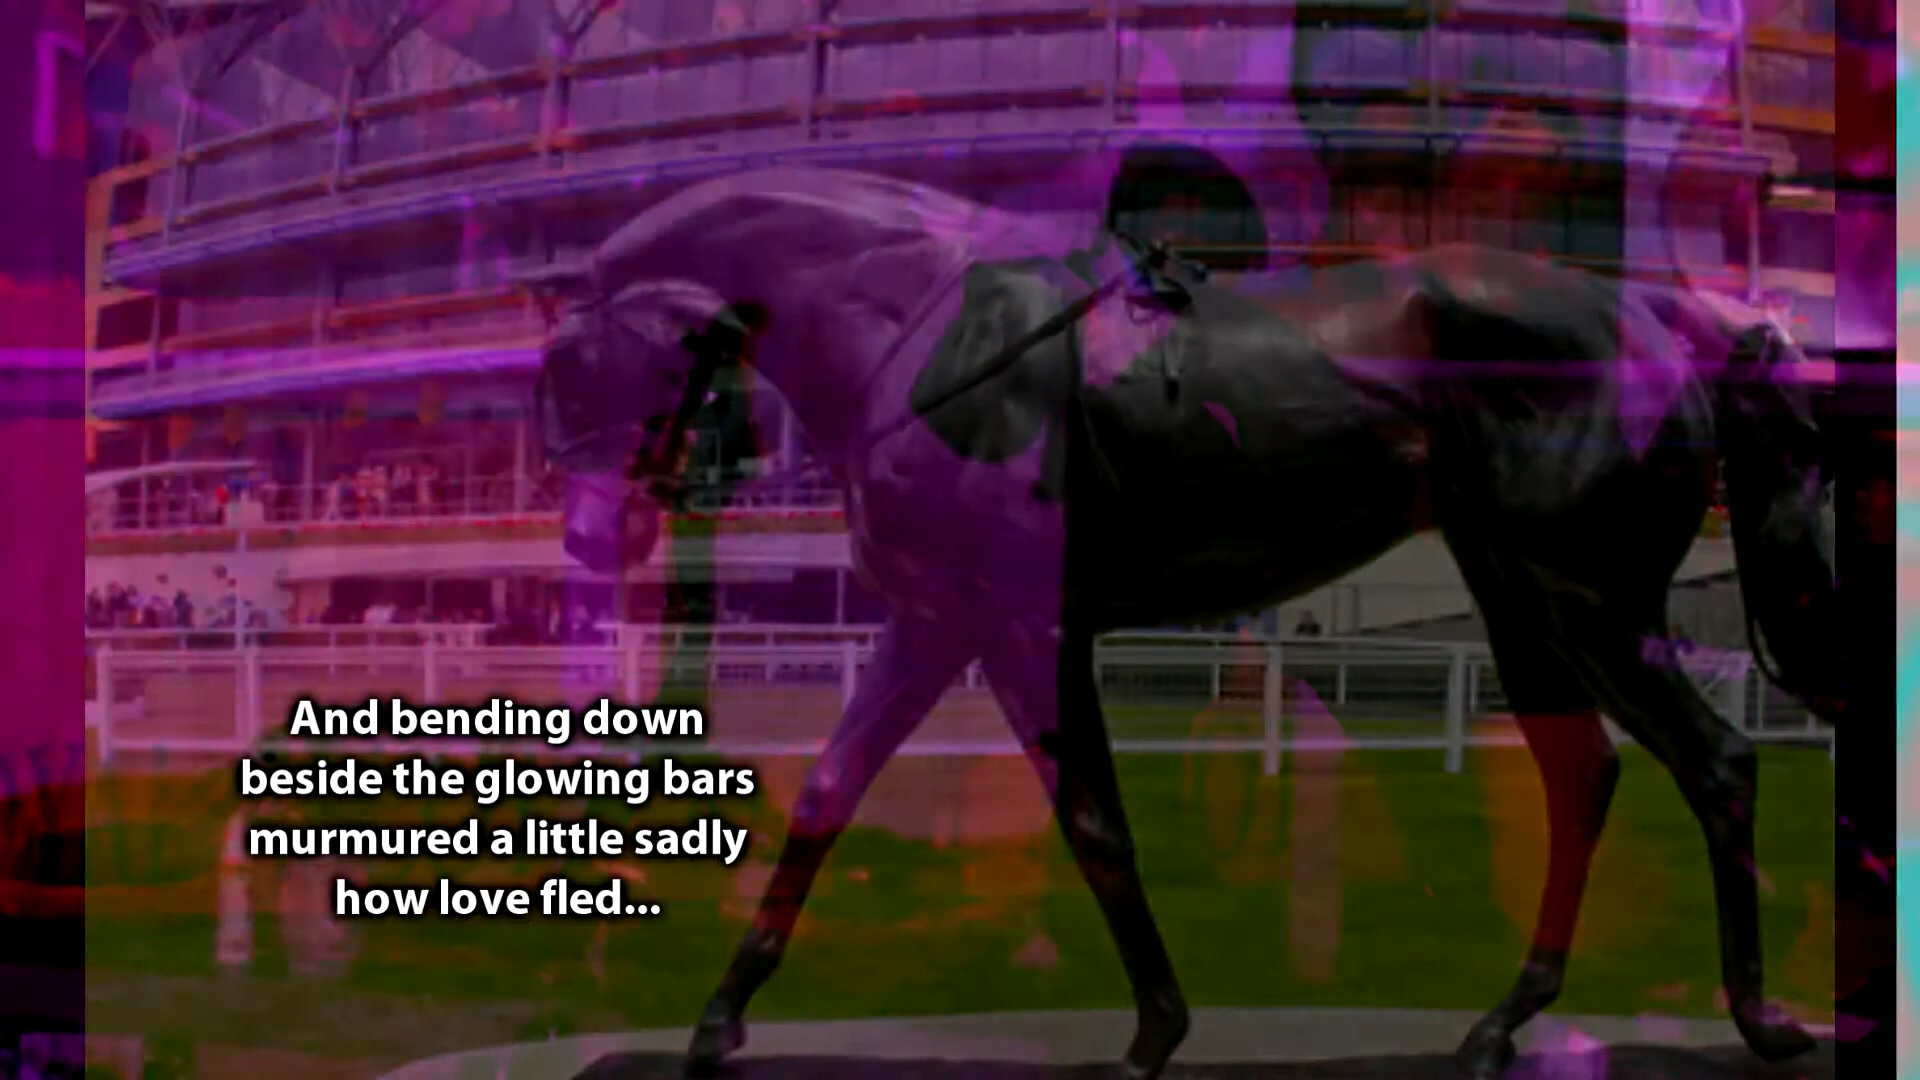 And bending down
beside the glowing bars
murmured a little sadly
how love fled...